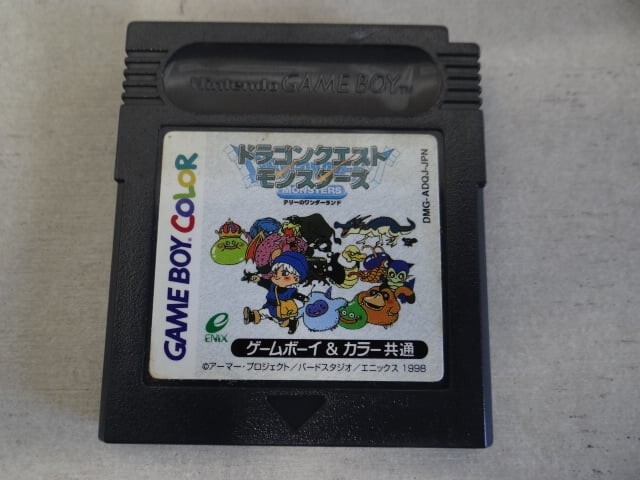 Nintendo GAME BOY TM
ドラゴンクエスト
モンスターズ
MONSTERS
テリーのワンダーランド
DMG-ADQJ-JPN
GAME BOY COLOR
ENIX
ゲームボーイ & カラー共通
©アーマー・プロジェクト/バードスタジオ/エニックス 1998